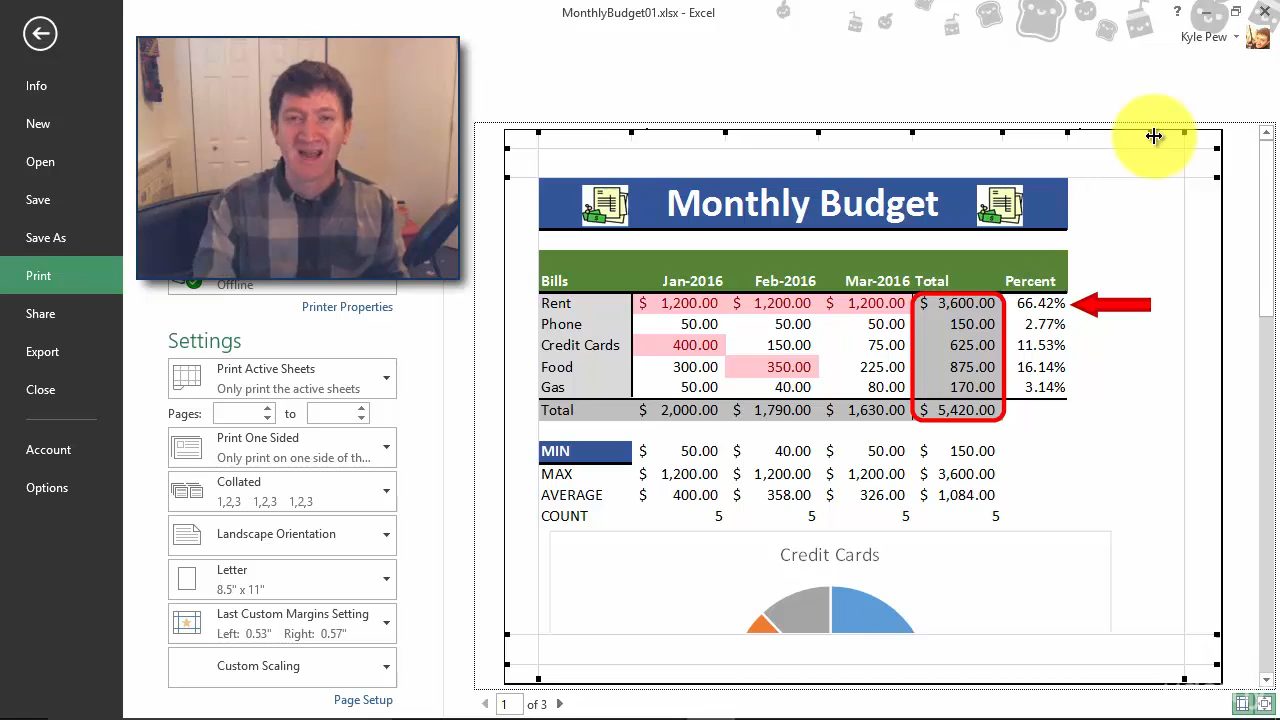 MonthlyBudget01.xlsx - Excel
?
Kyle Pew
Info
New
Open
Save
Save As
Print
Share
Export
Close
Account
Options
Offline
Printer Properties
Settings
Print Active Sheets
Only print the active sheets
Pages: to
Print One Sided
Only print on one side of th...
Collated
1,2,3 1,2,3 1,2,3
Landscape Orientation
Letter
8.5" x 11"
Last Custom Margins Setting
Left: 0.53" Right: 0.57"
Custom Scaling
Page Setup
Monthly Budget
Bills Jan-2016 Feb-2016 Mar-2016 Total Percent
Rent $ 1,200.00 $ 1,200.00 $ 1,200.00 $ 3,600.00 66.42%
Phone 50.00 50.00 50.00 150.00 2.77%
Credit Cards 400.00 150.00 75.00 625.00 11.53%
Food 300.00 350.00 225.00 875.00 16.14%
Gas 50.00 40.00 80.00 170.00 3.14%
Total $ 2,000.00 $ 1,790.00 $ 1,630.00 $ 5,420.00
MIN $ 50.00 $ 40.00 $ 50.00 $ 150.00
MAX $ 1,200.00 $ 1,200.00 $ 1,200.00 $ 3,600.00
AVERAGE $ 400.00 $ 358.00 $ 326.00 $ 1,084.00
COUNT 5 5 5 5
Credit Cards
1 of 3